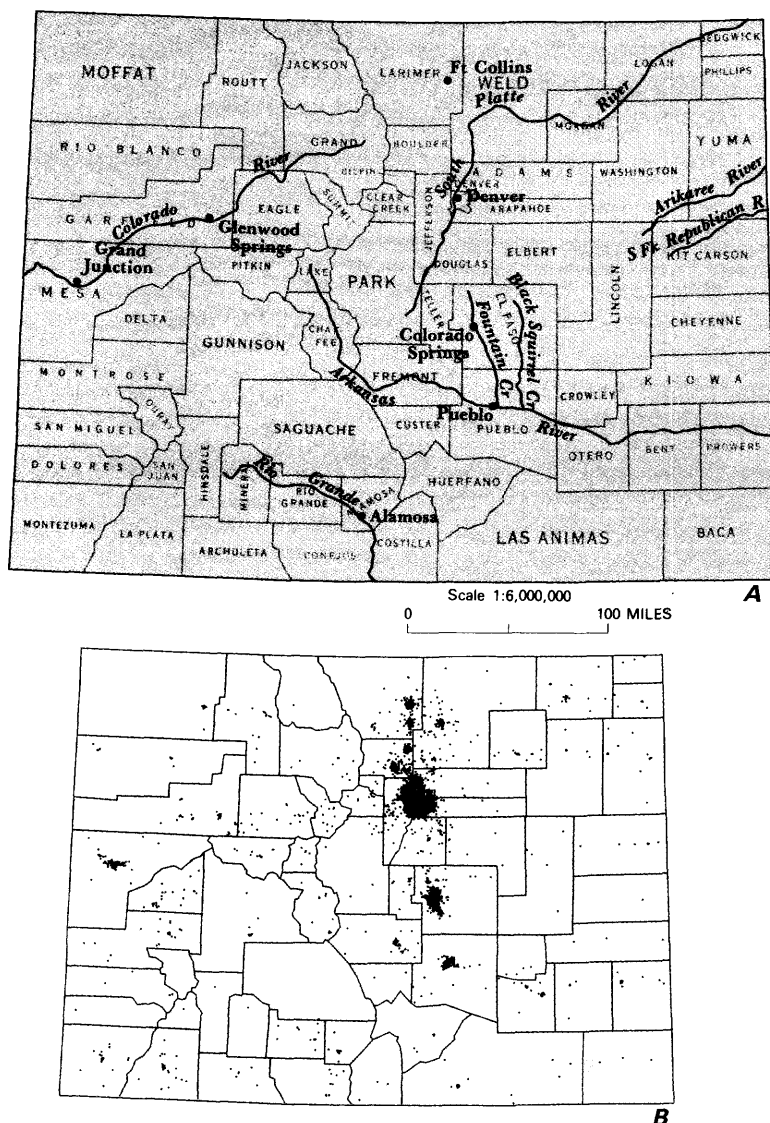 SEDGWICK
JACKSON
LARIMER
LOGAN
MOFFAT
ROUTT
Ft Collins
WELD
PHILLIPS
Platte
River
MORGAN
YUMA
RIO BLANCO
GRAND
BOULDER
River
GILPIN
South
ADAMS
WASHINGTON
Arikaree River
EAGLE
SUMMIT
CLEAR
CREEK
JEFFERSON
DENVER
Denver
ARAPAHOE
GARFIELD
Colorado
Glenwood
Springs
S Fk Republican R
Grand
Junction
PITKIN
LAKE
PARK
DOUGLAS
ELBERT
LINCOLN
KIT CARSON
MESA
TELLER
EL PASO
Black Squirrel Cr
DELTA
GUNNISON
CHAF
FEE
Colorado
Springs
Fountain Cr
CHEYENNE
MONTROSE
Arkansas
FREMONT
CROWLEY
KIOWA
OURAY
Pueblo
SAN MIGUEL
SAGUACHE
CUSTER
PUEBLO
River
OTERO
BENT
PROWERS
DOLORES
SAN
JUAN
HINSDALE
MINERAL
Rio
Grande
RIO
GRANDE
ALAMOSA
HUERFANO
Alamosa
MONTEZUMA
LA PLATA
ARCHULETA
CONEJOS
COSTILLA
LAS ANIMAS
BACA
Scale 1:6,000,000
A
0 100 MILES
B